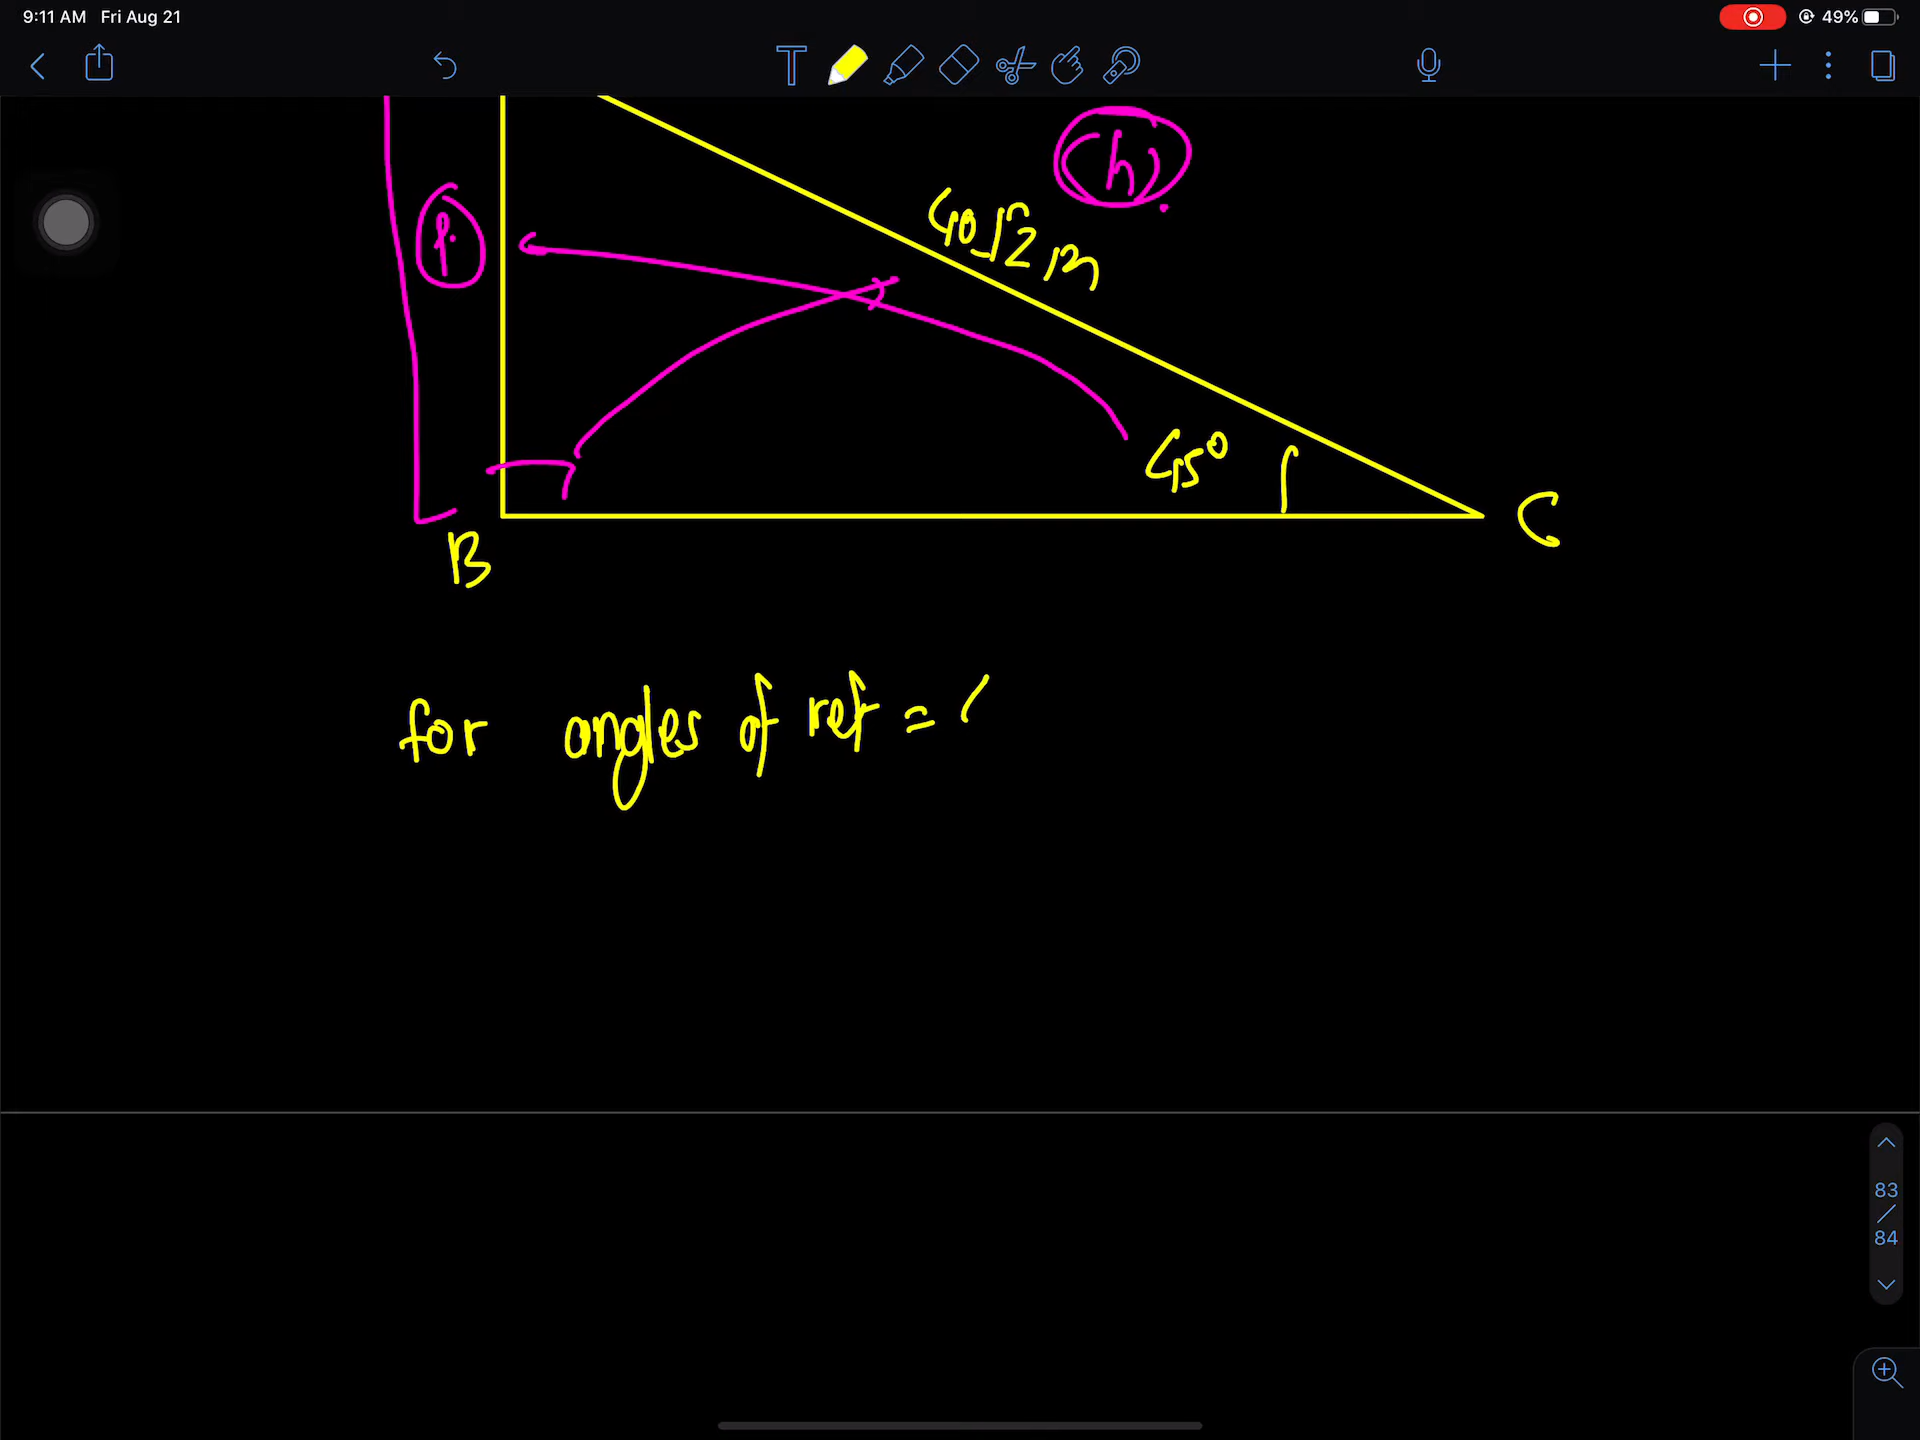 9:11 AM Fri Aug 21
49%
T
h
p
40√2 m
45°
B
C
for angles of ref =
83
84